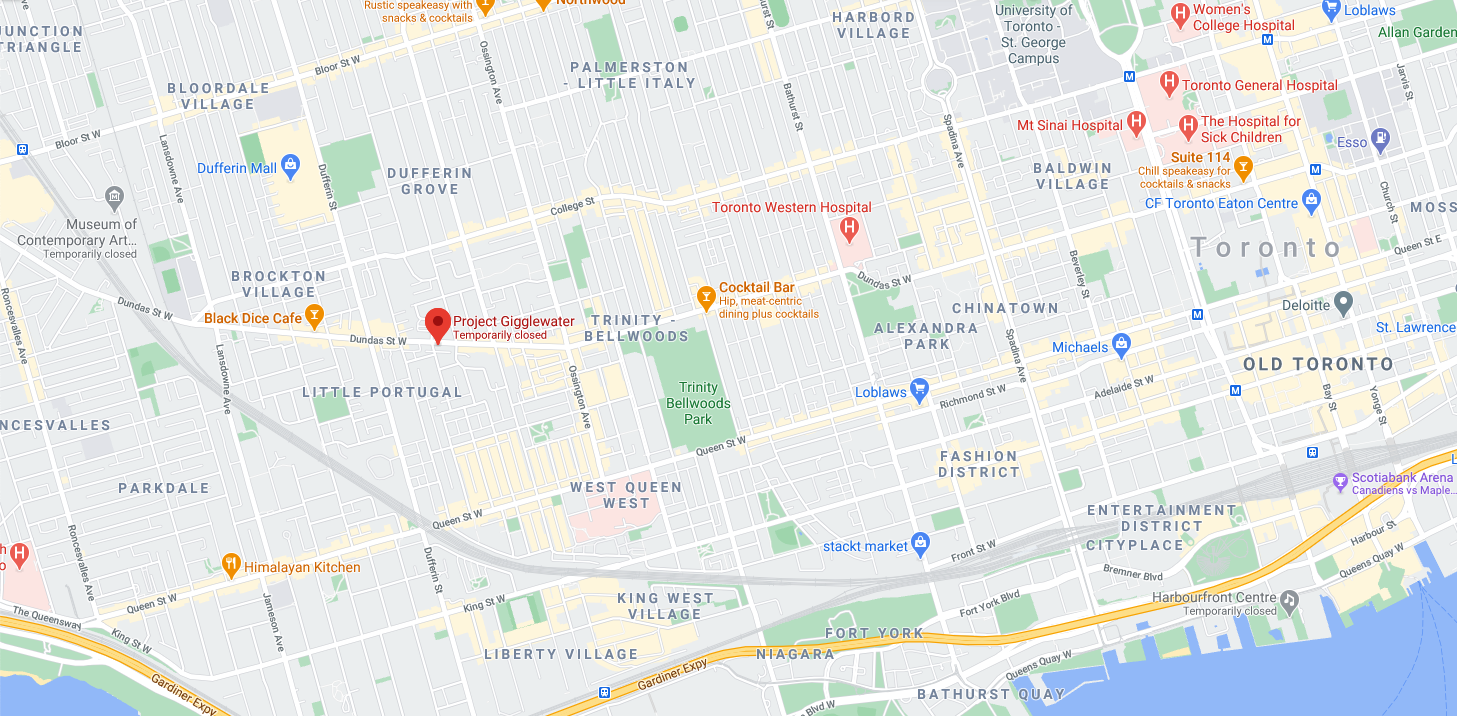 Rustic speakeasy with
snacks & cocktails
Northwood
HARBORD
VILLAGE
University of
Toronto -
St. George
Campus
Women's
College Hospital
Loblaws
Allan Garden
JUNCTION
TRIANGLE
Bloor St W
Ossington Ave
PALMERSTON
- LITTLE ITALY
Bathurst St
Toronto General Hospital
Jarvis St
BLOORDALE
VILLAGE
Bloor St W
Lansdowne Ave
Mt Sinai Hospital
The Hospital for
Sick Children
Spadina Ave
Esso
Dufferin Mall
Dufferin St
DUFFERIN
GROVE
BALDWIN
VILLAGE
Suite 114
Chill speakeasy for
cocktails & snacks
CF Toronto Eaton Centre
Church St
MOSS
College St
Toronto Western Hospital
Museum of
Contemporary Art...
Temporarily closed
Toronto
Queen St E
Beverley St
BROCKTON
VILLAGE
Dundas St W
Cocktail Bar
Hip, meat-centric
dining plus cocktails
Roncesvalles Ave
Dundas St W
Black Dice Cafe
Project Gigglewater
Temporarily closed
TRINITY -
BELLWOODS
CHINATOWN
ALEXANDRA
PARK
Deloitte
St. Lawrence
Dundas St W
Michaels
Spadina Ave
OLD TORONTO
Lansdowne Ave
LITTLE PORTUGAL
Ossington Ave
Trinity
Bellwoods
Park
Loblaws
Richmond St W
Adelaide St W
Bay St
Yonge St
NCESVALLES
Queen St W
FASHION
DISTRICT
PARKDALE
WEST QUEEN
WEST
Scotiabank Arena
Canadiens vs Maple...
Queen St W
ENTERTAINMENT
DISTRICT
CITYPLACE
Roncesvalles Ave
Dufferin St
stackt market
Front St W
Harbour St
Queens Quay W
Himalayan Kitchen
Bremner Blvd
Queen St W
Jameson Ave
King St W
KING WEST
VILLAGE
Fort York Blvd
Harbourfront Centre
Temporarily closed
The Queensway
King St W
FORT YORK
LIBERTY VILLAGE
NIAGARA
Gardiner Expy
Queens Quay W
Gardiner Expy
BATHURST QUAY